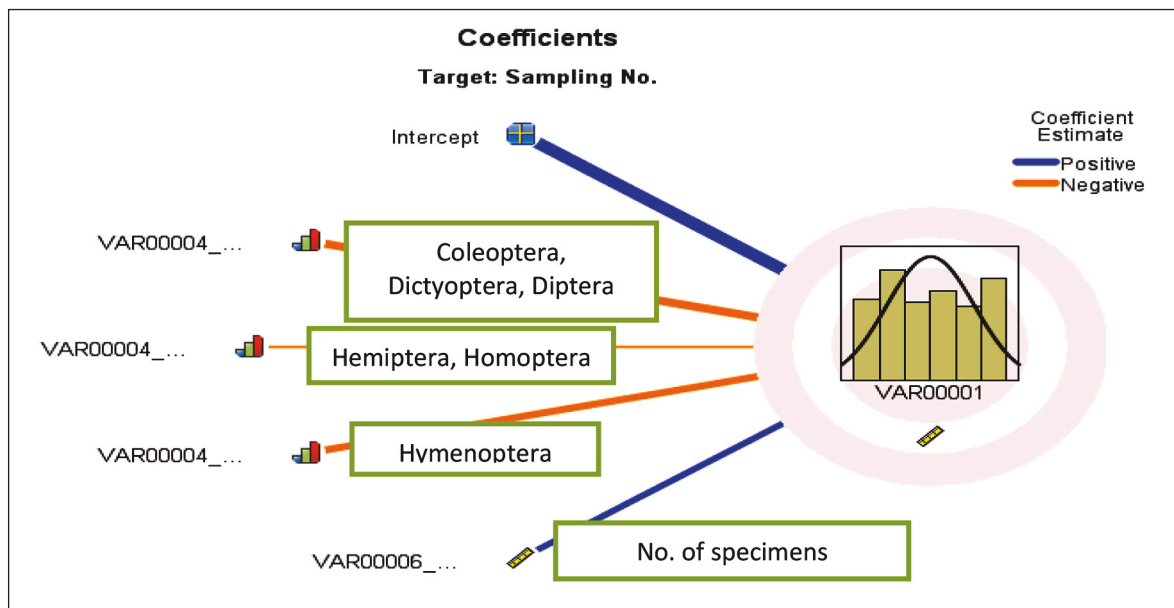 Coefficients
Target: Sampling No.
Intercept
Coefficient
Estimate
Positive
Negative
VAR00004_...
Coleoptera,
Dictyoptera, Diptera
VAR00004_...
Hemiptera, Homoptera
VAR00001
VAR00004_...
Hymenoptera
VAR00006_...
No. of specimens